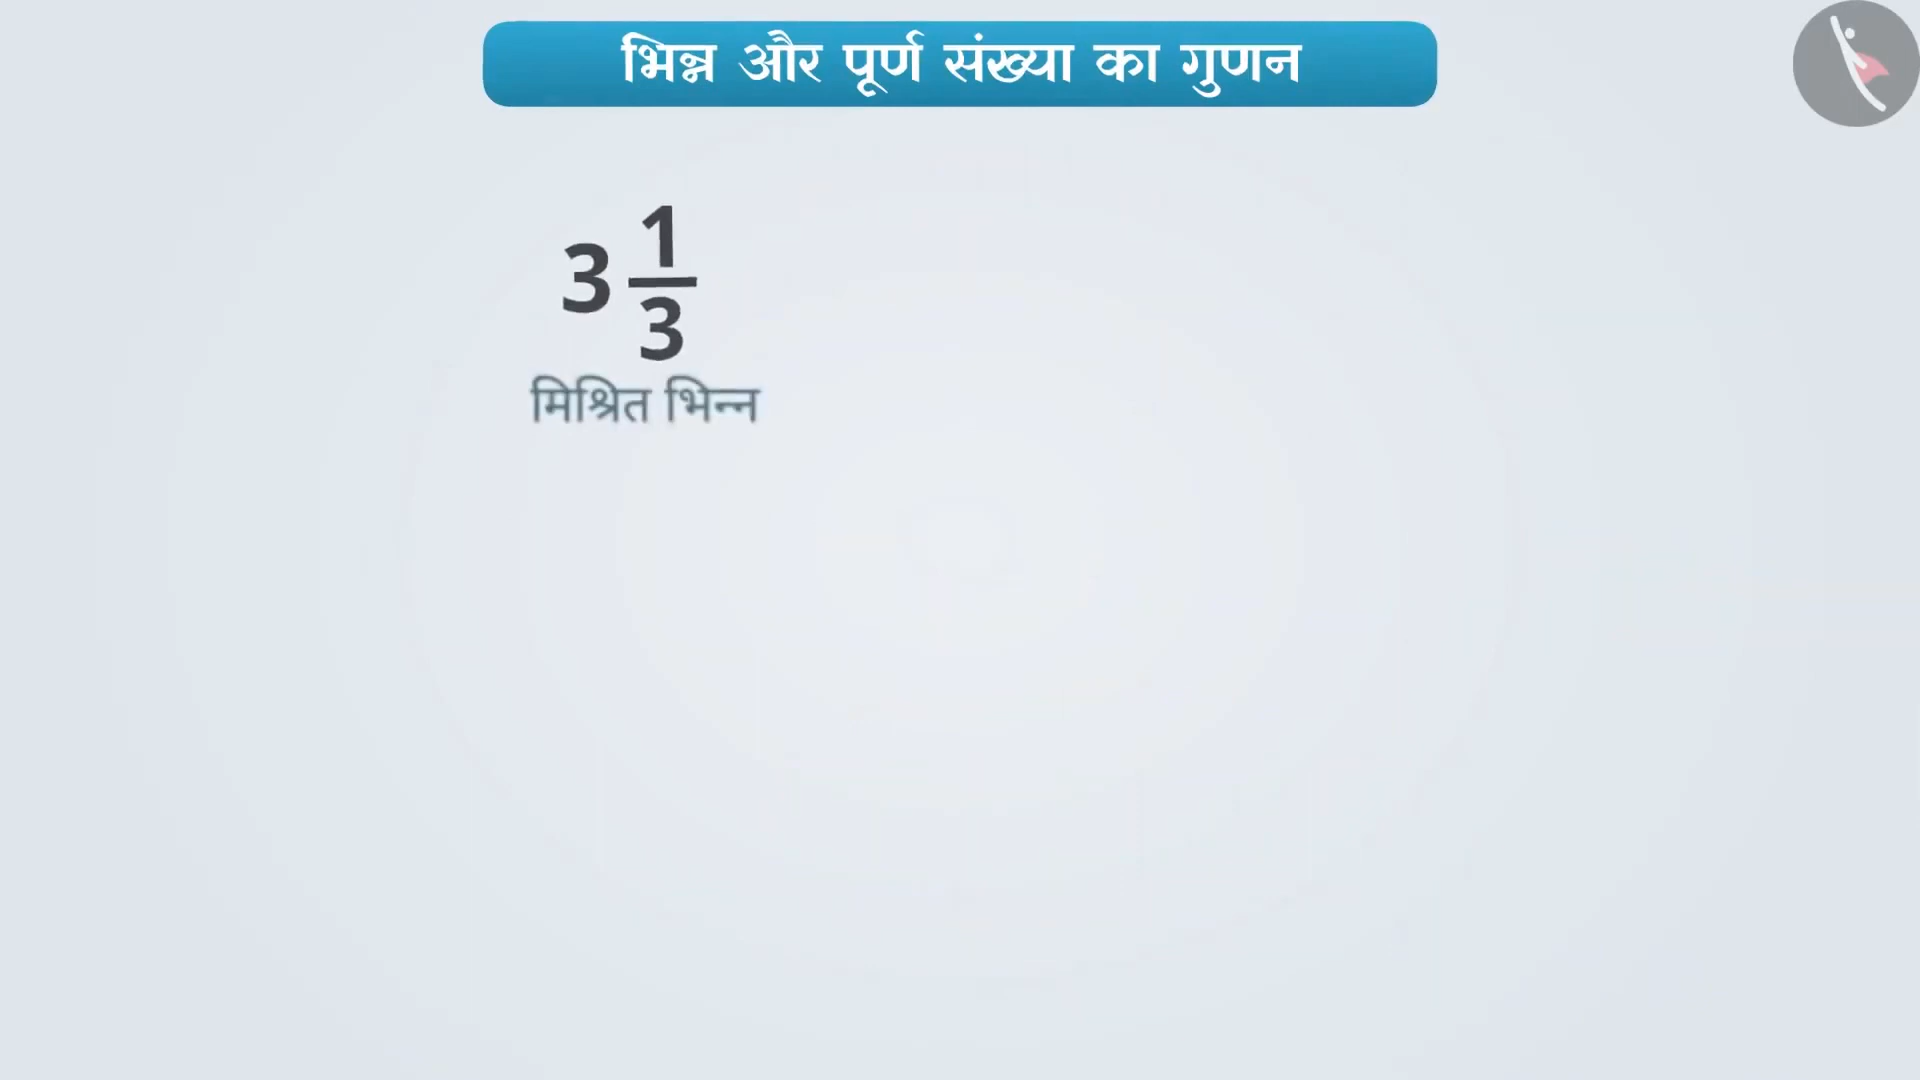 भिन्न और पूर्ण संख्या का गुणन
3 1/3
मिश्रित भिन्न